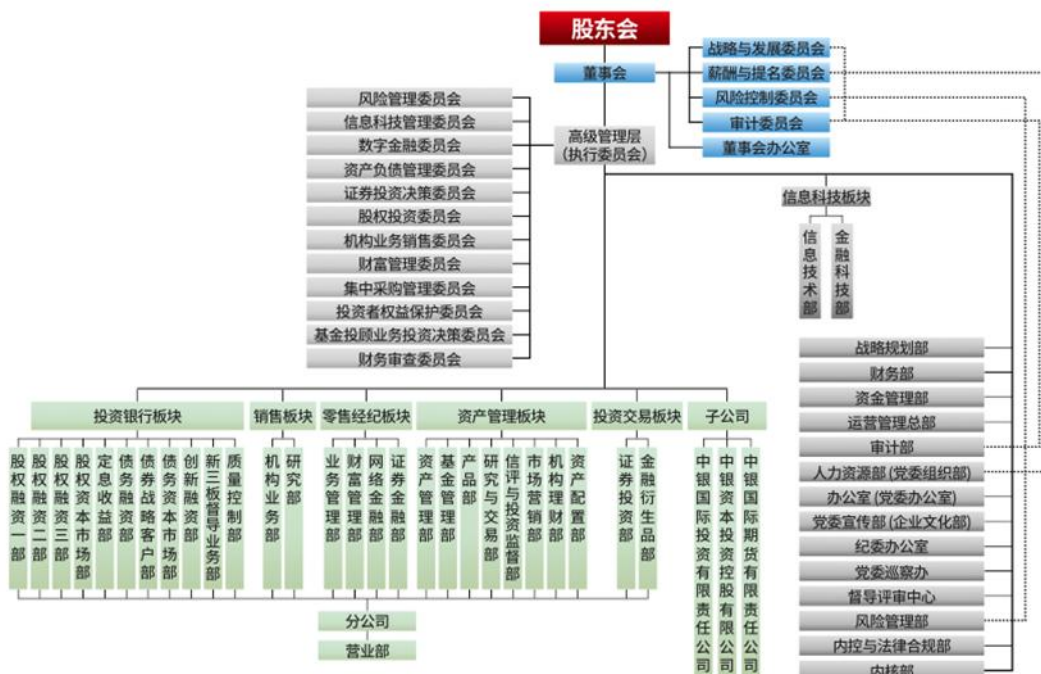 股东会
董事会
战略与发展委员会
薪酬与提名委员会
风险控制委员会
审计委员会
董事会办公室
高级管理层
（执行委员会）
风险管理委员会
信息科技管理委员会
数字金融委员会
资产负债管理委员会
证券投资决策委员会
股权投资委员会
机构业务销售委员会
财富管理委员会
集中采购管理委员会
投资者权益保护委员会
基金投顾业务投资决策委员会
财务审查委员会
信息科技板块
信息技术部
金融科技部
战略规划部
财务部
资金管理部
运营管理总部
审计部
人力资源部(党委组织部)
办公室(党委办公室)
党委宣传部(企业文化部)
纪委办公室
党委巡察办
督导评审中心
风险管理部
内控与法律合规部
内核部
投资银行板块
股权融资一部
股权融资二部
股权融资三部
股权资本市场部
定息收益部
债务融资部
债券战略客户部
债务资本市场部
创新融资部
新三板督导业务部
质量控制部
销售板块
机构业务部
研究部
零售经纪板块
业务管理部
财富管理部
网络金融部
证券金融部
资产管理板块
资产管理部
基金管理部
产品部
研究与交易部
信评与投资监督部
市场营销部
机构理财部
资产配置部
投资交易板块
证券投资部
金融衍生品部
子公司
中银国际投资有限责任公司
中银资本投资控股有限公司
中银国际期货有限责任公司
分公司
营业部